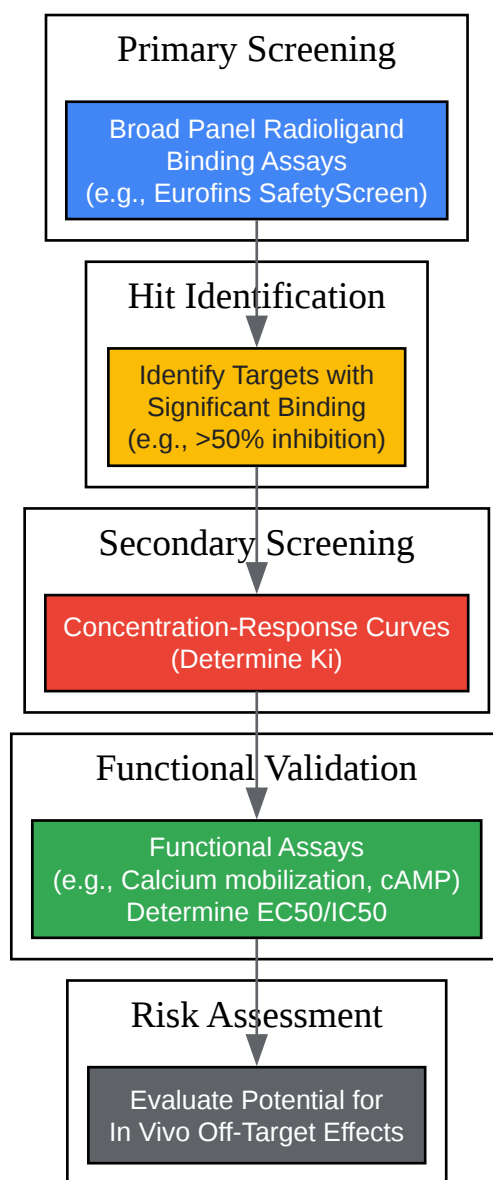 Primary Screening
Broad Panel Radioligand
Binding Assays
(e.g., Eurofins SafetyScreen)
Hit Identification
Identify Targets with
Significant Binding
(e.g., >50% inhibition)
Secondary Screening
Concentration-Response Curves
(Determine Ki)
Functional Validation
Functional Assays
(e.g., Calcium mobilization, cAMP)
Determine EC50/IC50
Risk Assessment
Evaluate Potential for
In Vivo Off-Target Effects